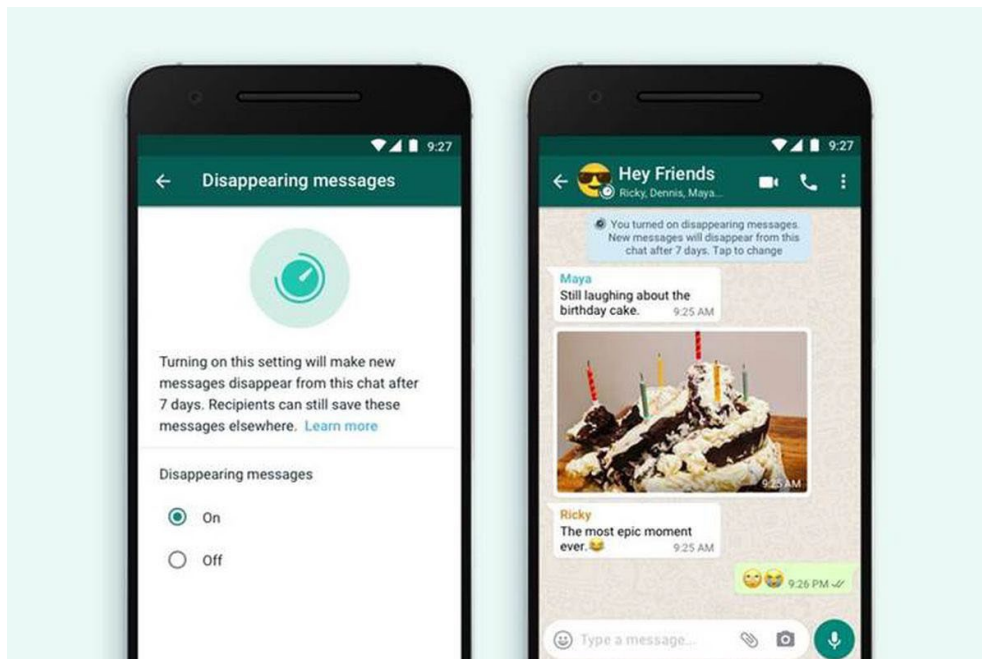 9:27
Disappearing messages
Turning on this setting will make new
messages disappear from this chat after
7 days. Recipients can still save these
messages elsewhere. Learn more
Disappearing messages
On
Off
9:27
Hey Friends
Ricky, Dennis, Maya...
You turned on disappearing messages.
New messages will disappear from this
chat after 7 days. Tap to change
Maya
Still laughing about the
birthday cake. 9:25 AM
9:25 AM
Ricky
The most epic moment
ever.😂 9:25 AM
🙄😭 9:26 PM
Type a message...